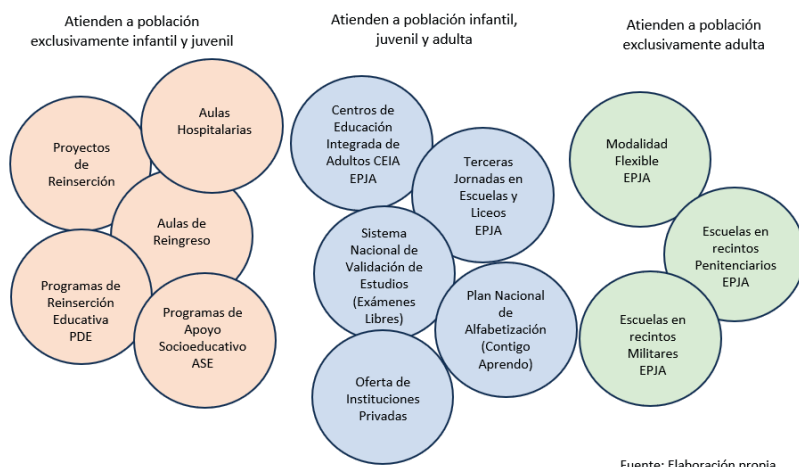 Atienden a población
exclusivamente infantil y juvenil
Aulas
Hospitalarias
Proyectos
de
Reinserción
Aulas de
Reingreso
Programas de
Reinserción
Educativa
PDE
Programas de
Apoyo
Socioeducativo
ASE
Atienden a población infantil,
juvenil y adulta
Centros de
Educación
Integrada de
Adultos CEIA
EPJA
Terceras
Jornadas en
Escuelas y
Liceos
EPJA
Sistema
Nacional de
Validación de
Estudios
(Exámenes
Libres)
Plan Nacional
de
Alfabetización
(Contigo
Aprendo)
Oferta de
Instituciones
Privadas
Atienden a población
exclusivamente adulta
Modalidad
Flexible
EPJA
Escuelas en
recintos
Penitenciarios
EPJA
Escuelas en
recintos
Militares
EPJA
Fuente: Elaboración propia